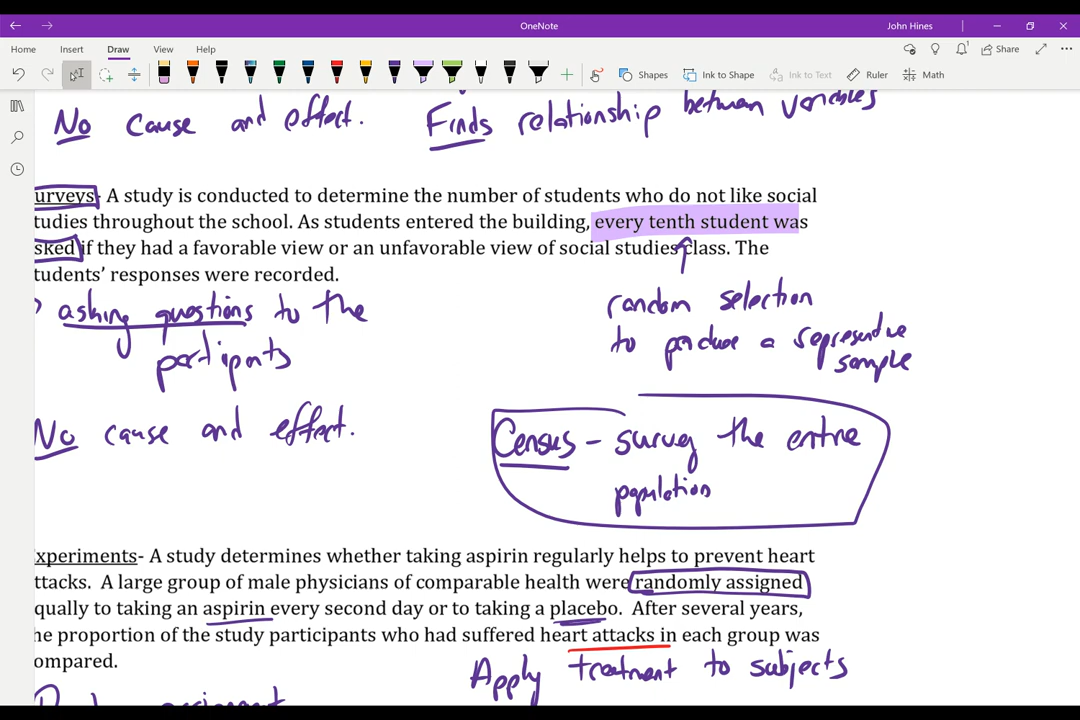 OneNote
John Hines
Home Insert Draw View Help
Share
Shapes Ink to Shape Ink to Text Ruler Math
No cause and effect. Finds relationship between variables
urveys- A study is conducted to determine the number of students who do not like social
tudies throughout the school. As students entered the building, every tenth student was
sked if they had a favorable view or an unfavorable view of social studies class. The
tudents' responses were recorded.
asking questions to the
participants
random selection
to produce a representive
sample
No cause and effect.
Census - survey the entire
population
xperiments- A study determines whether taking aspirin regularly helps to prevent heart
ttacks. A large group of male physicians of comparable health were randomly assigned
qually to taking an aspirin every second day or to taking a placebo. After several years,
he proportion of the study participants who had suffered heart attacks in each group was
ompared.
Apply treatment to subjects